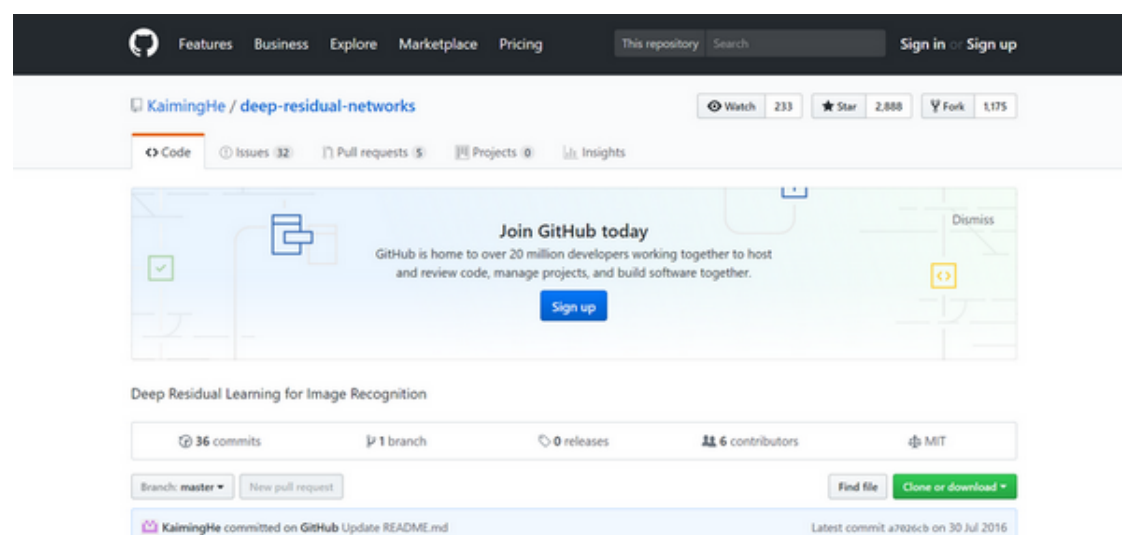 Features Business Explore Marketplace Pricing This repository Search Sign in or Sign up
KaimingHe / deep-residual-networks Watch 233 Star 2,888 Fork 1,175
Code Issues 32 Pull requests 5 Projects 0 Insights
Join GitHub today
Dismiss
GitHub is home to over 20 million developers working together to host
and review code, manage projects, and build software together.
Sign up
Deep Residual Learning for Image Recognition
36 commits 1 branch 0 releases 6 contributors MIT
Branch: master New pull request Find file Clone or download
KaimingHe committed on GitHub Update README.md Latest commit a7026cb on 30 Jul 2016